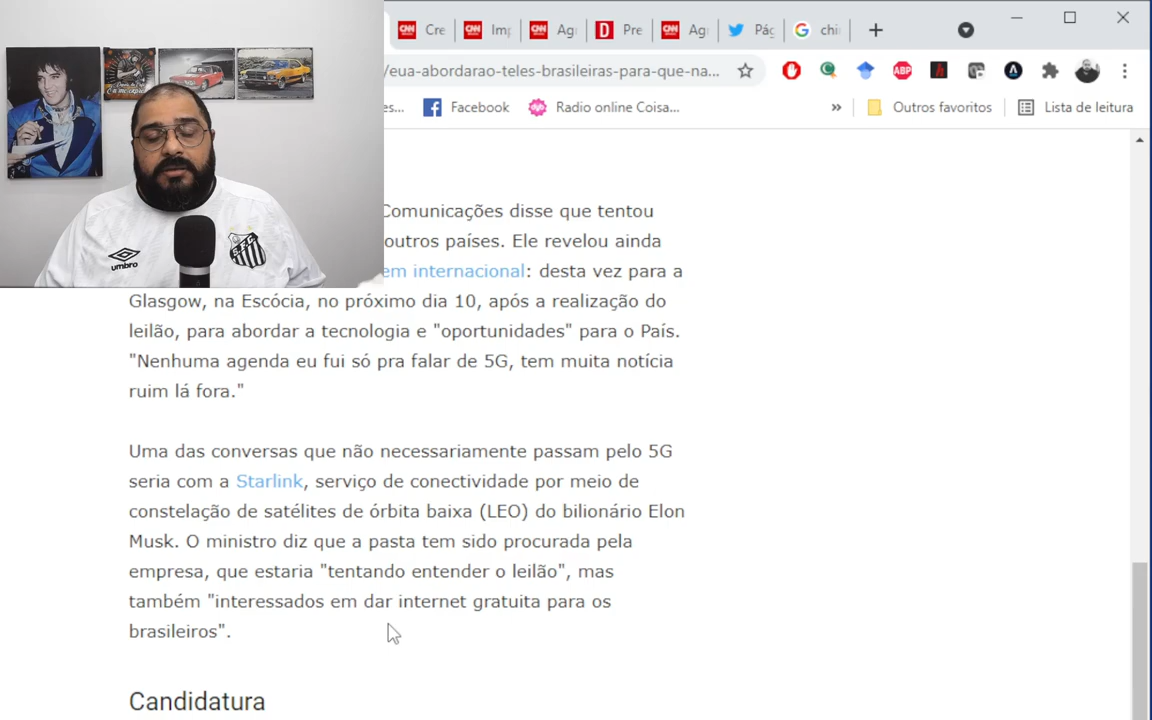 Cre
Imp
Agr
Pre
Agr
Pág
chi
/eua-abordarao-teles-brasileiras-para-que-na...
ABP
es...
Facebook
Radio online Coisa...
»
Outros favoritos
Lista de leitura
umbro
Comunicações disse que tentou
outros países. Ele revelou ainda
em internacional: desta vez para a
Glasgow, na Escócia, no próximo dia 10, após a realização do
leilão, para abordar a tecnologia e "oportunidades" para o País.
"Nenhuma agenda eu fui só pra falar de 5G, tem muita notícia
ruim lá fora."
Uma das conversas que não necessariamente passam pelo 5G
seria com a Starlink, serviço de conectividade por meio de
constelação de satélites de órbita baixa (LEO) do bilionário Elon
Musk. O ministro diz que a pasta tem sido procurada pela
empresa, que estaria "tentando entender o leilão", mas
também "interessados em dar internet gratuita para os
brasileiros".
Candidatura